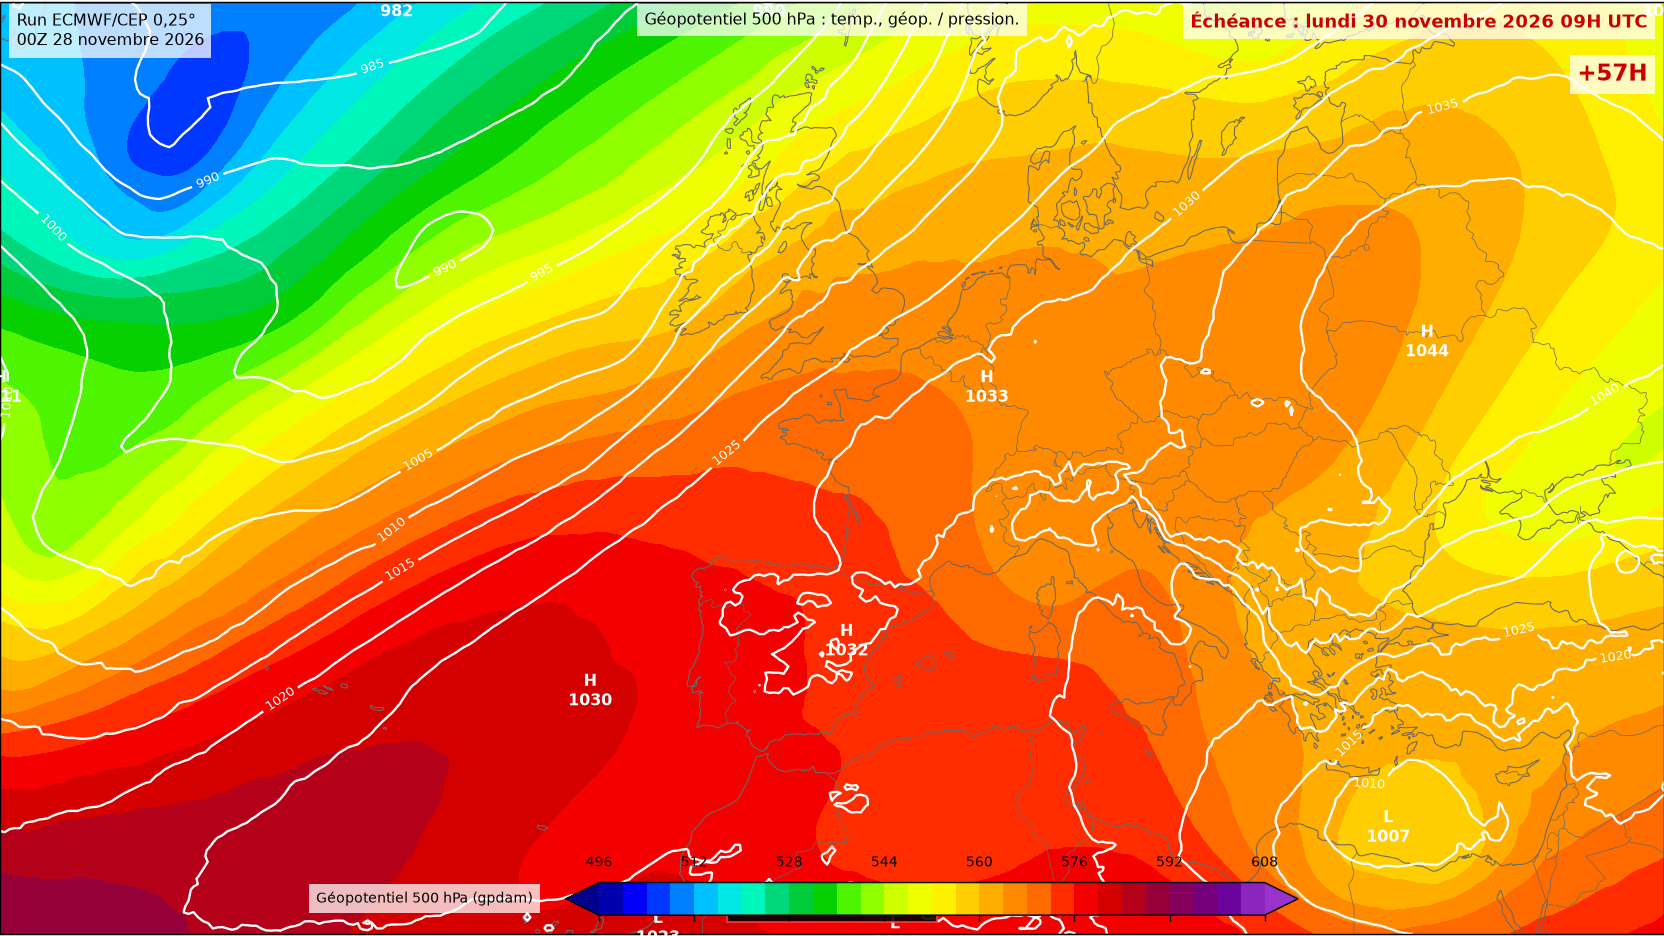 Run ECMWF/CEP 0,25°
00Z 28 novembre 2026
982
Géopotentiel 500 hPa : temp., géop. / pression.
Échéance : lundi 30 novembre 2026 09H UTC
+57H
985
990
1000
990
995
1035
1030
H
1044
H
1033
1040
1025
1005
1010
1015
H
1032
H
1030
1020
1025
1020
1015
1010
L
1007
496 512 528 544 560 576 592 608
Géopotentiel 500 hPa (gpdam)
L
1023
L